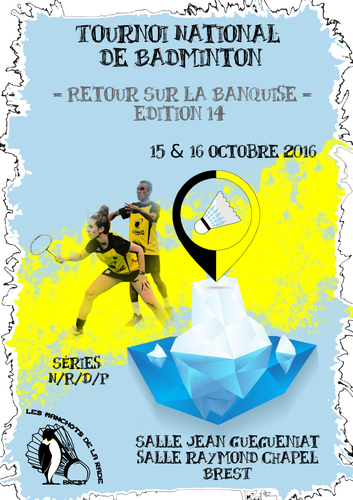 TOURNOI NATIONAL
DE BADMINTON
- RETOUR SUR LA BANQUISE -
EDITION 14
15 & 16 OCTOBRE 2016
SÉRIES
N/R/D/P
LES MANCHOTS DE LA RADE
BREST
SALLE JEAN GUEGUENIAT
SALLE RAYMOND CHAPEL
BREST